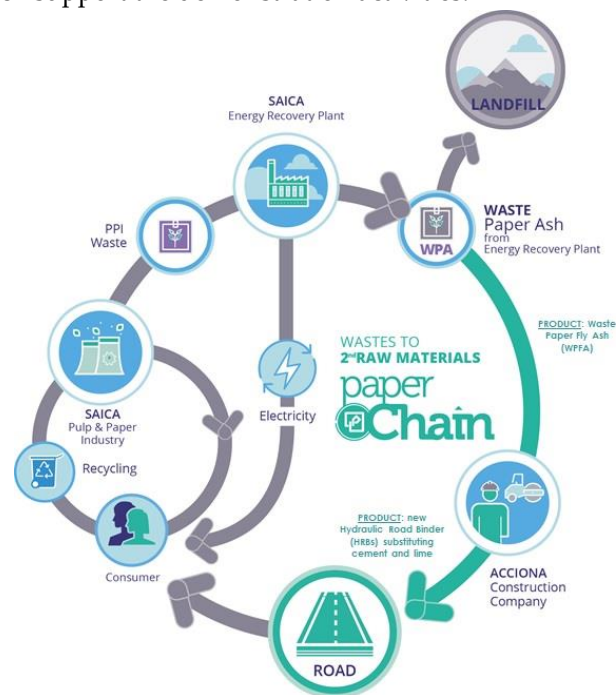 LANDFILL
SAICA
Energy Recovery Plant
PPI
Waste
WPA
WASTE
Paper Ash
from
Energy Recovery Plant
PRODUCT: Waste
Paper Fly Ash
(WPFA)
WASTES TO
2nd RAW MATERIALS
paper
Chain
Electricity
SAICA
Pulp & Paper
Industry
Recycling
Consumer
PRODUCT: new
Hydraulic Road Binder
(HRBs) substituting
cement and lime
ACCIONA
Construction
Company
ROAD